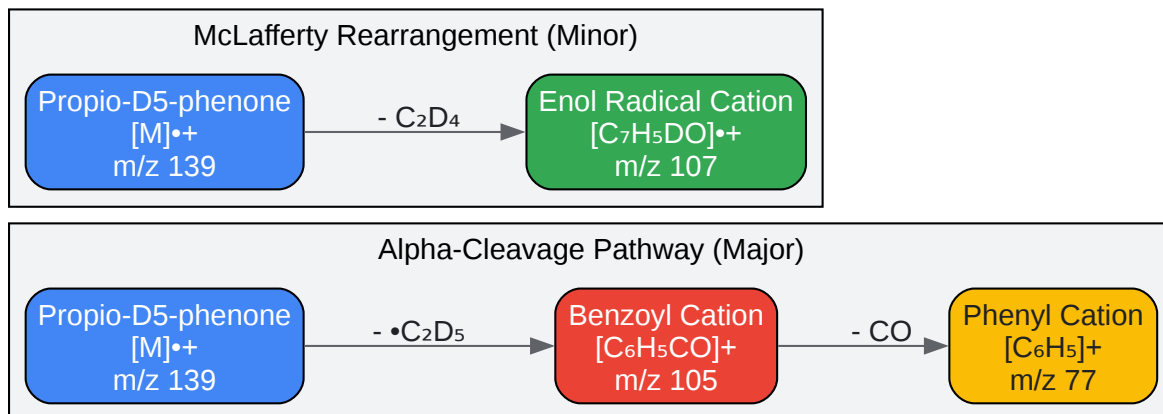 McLafferty Rearrangement (Minor)
Propio-D5-phenone
[M]•+
m/z 139
- C₂D₄
Enol Radical Cation
[C₇H₅DO]•+
m/z 107
Alpha-Cleavage Pathway (Major)
Propio-D5-phenone
[M]•+
m/z 139
- •C₂D₅
Benzoyl Cation
[C₆H₅CO]+
m/z 105
- CO
Phenyl Cation
[C₆H₅]+
m/z 77